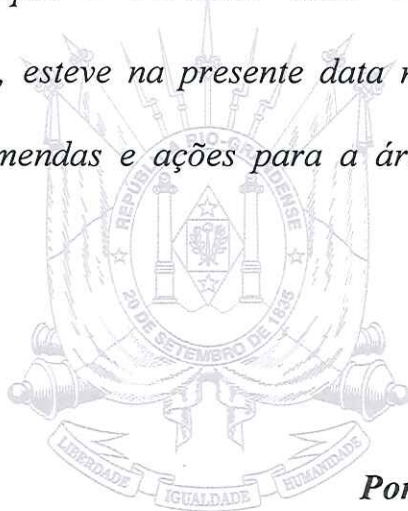 , esteve na presente data n
mendas e ações para a ár
REPÚBLICA RIO-GRANDENSE
20 DE SETEMBRO DE 1835
LIBERDADE IGUALDADE HUMANIDADE
Por